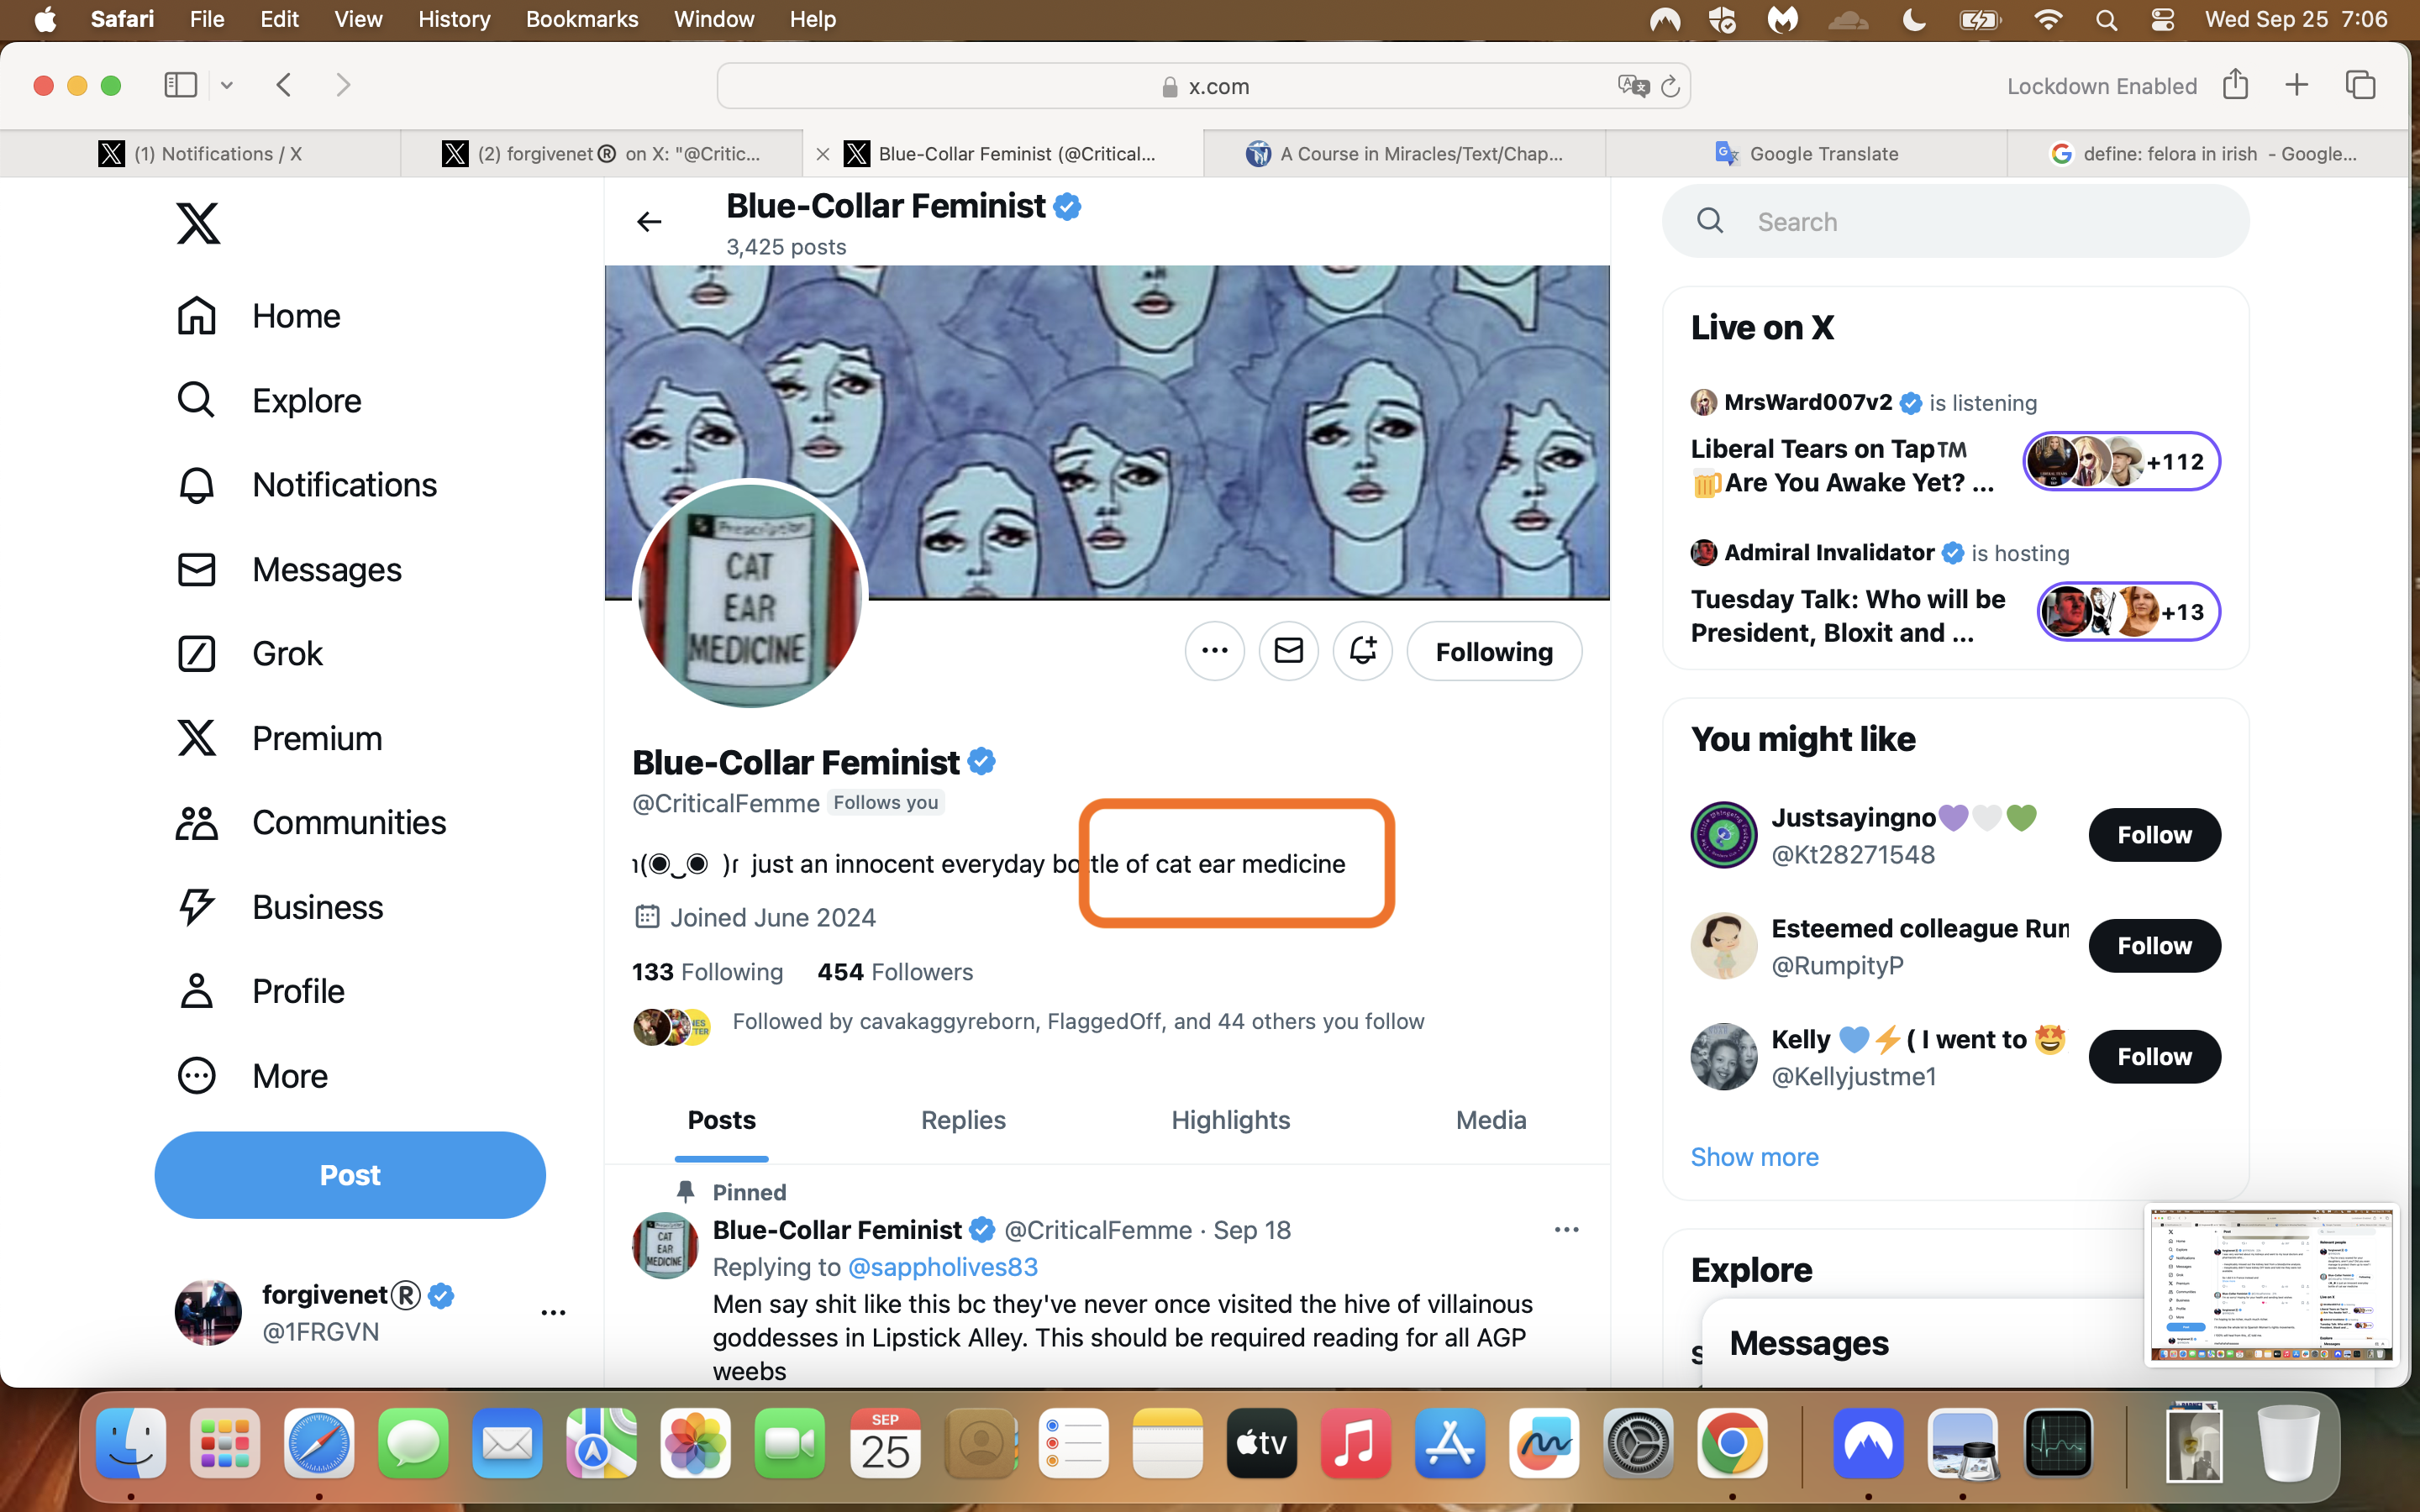 Safari File Edit View History Bookmarks Window Help Wed Sep 25 7:06
x.com Lockdown Enabled
(1) Notifications / X
(2) forgivenet® on X: "@Critic...
Blue-Collar Feminist (@Critical...
A Course in Miracles/Text/Chap...
Google Translate
define: felora in irish - Google...
Home
Explore
Notifications
Messages
Grok
Premium
Communities
Business
Profile
More
Post
forgivenet®
@1FRGVN
Blue-Collar Feminist
3,425 posts
Prescription
CAT
EAR
MEDICINE
Following
Blue-Collar Feminist
@CriticalFemme Follows you
just an innocent everyday bottle of cat ear medicine
Joined June 2024
133 Following 454 Followers
Followed by cavakaggyreborn, FlaggedOff, and 44 others you follow
Posts Replies Highlights Media
Pinned
Blue-Collar Feminist @CriticalFemme · Sep 18
Replying to @sappholives83
Men say shit like this bc they've never once visited the hive of villainous
goddesses in Lipstick Alley. This should be required reading for all AGP
weebs
CAT
EAR
MEDICINE
Search
Live on X
MrsWard007v2 is listening
Liberal Tears on Tap™
Are You Awake Yet? ...
+112
Admiral Invalidator is hosting
Tuesday Talk: Who will be
President, Bloxit and ...
+13
You might like
Justsayingno
@Kt28271548
Follow
Esteemed colleague Rum
@RumpityP
Follow
Kelly ( I went to
@Kellyjustme1
Follow
Show more
Explore
Messages
SEP
25
tv